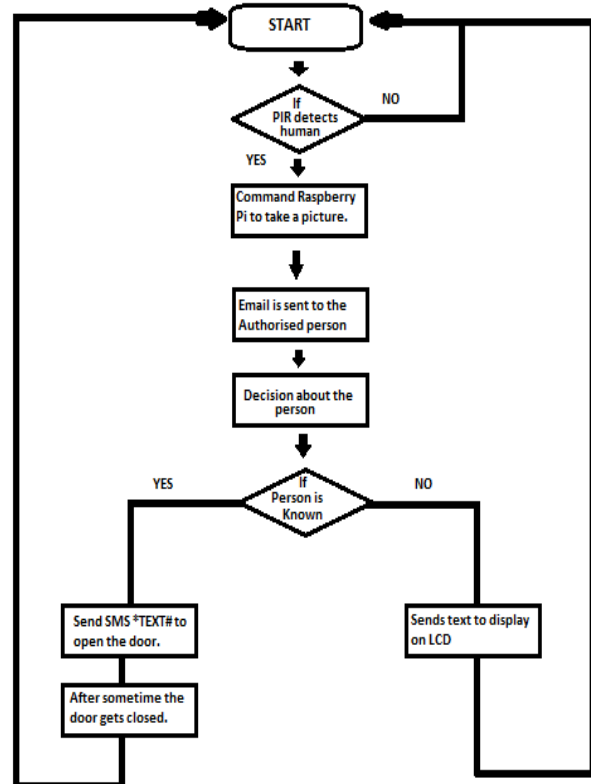 START
If
PIR detects
human
NO
YES
Command Raspberry
Pi to take a picture.
Email is sent to the
Authorised person
Decision about the
person
If
Person is
Known
YES
NO
Send SMS *TEXT# to
open the door.
Sends text to display
on LCD
After sometime the
door gets closed.